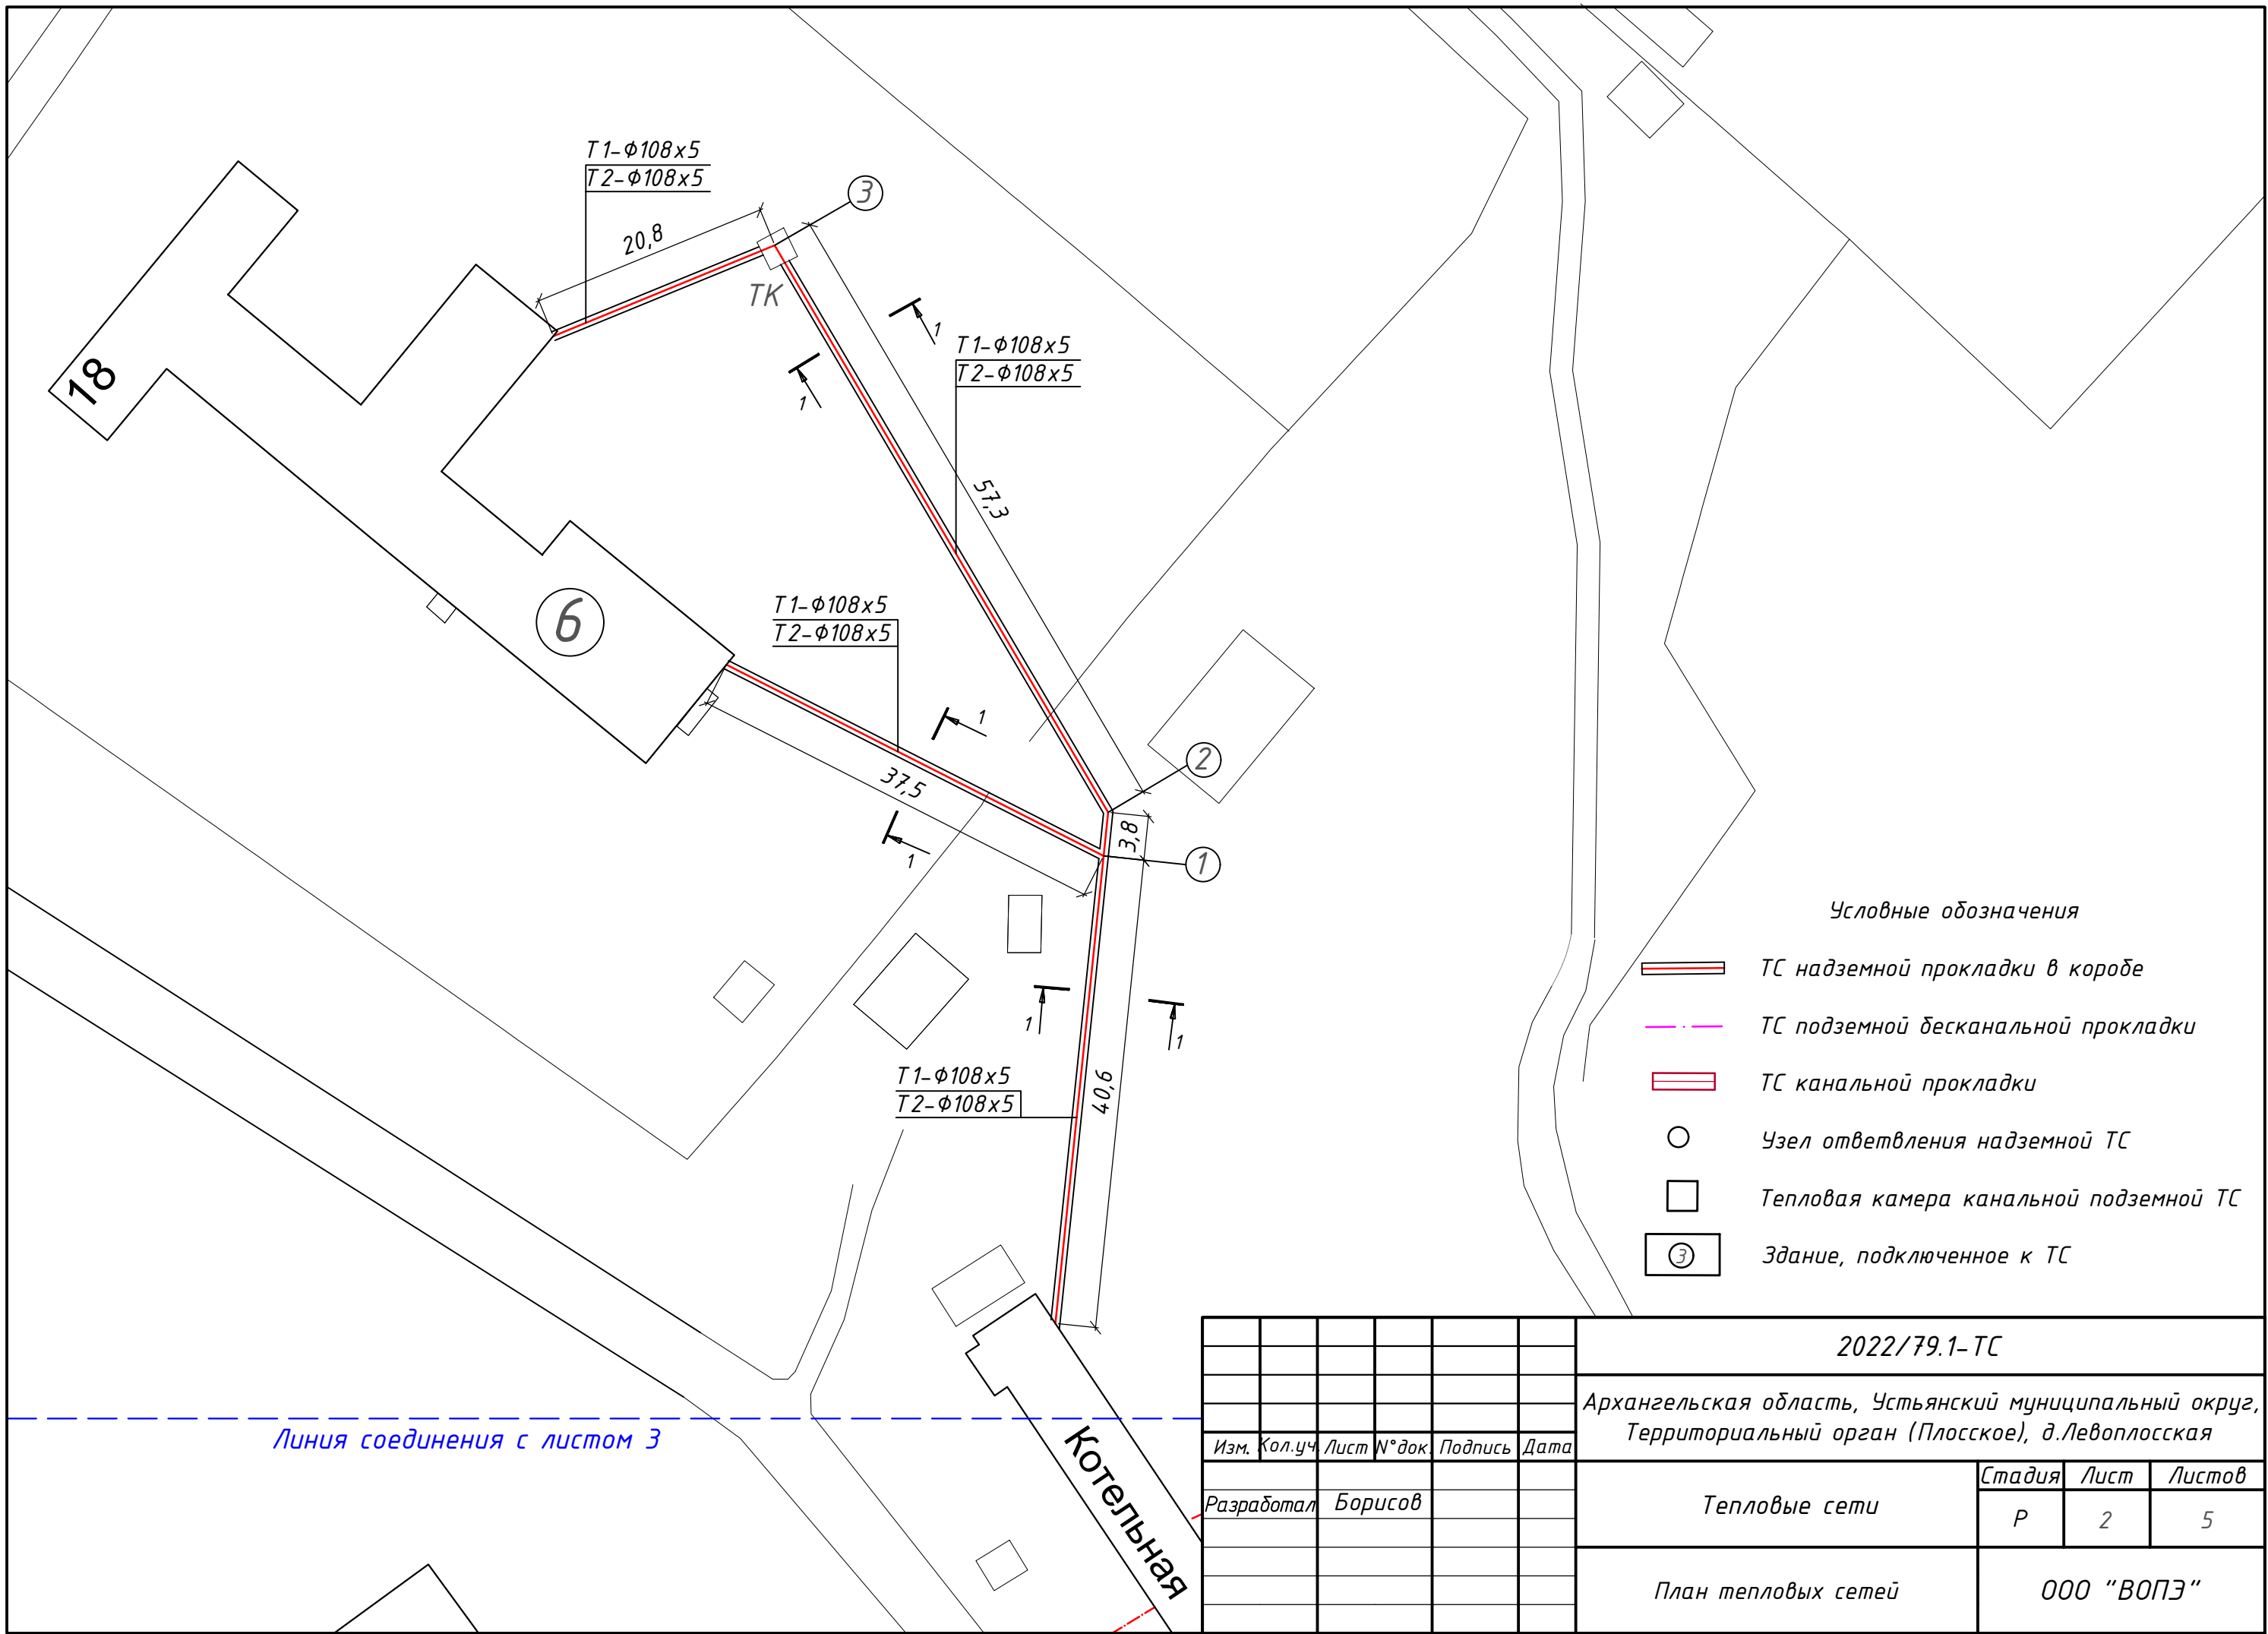 Т1-Ф108х5
Т2-Ф108х5
3
20,8
ТК
1
Т1-Ф108х5
Т2-Ф108х5
1
18
57,3
Т1-Ф108х5
Т2-Ф108х5
6
1
2
37,5
3,8
1
1
Условные обозначения
ТС надземной прокладки в коробе
ТС подземной бесканальной прокладки
ТС канальной прокладки
Узел ответвления надземной ТС
Тепловая камера канальной подземной ТС
3
Здание, подключенное к ТС
1
1
Т1-Ф108х5
Т2-Ф108х5
40,6
Линия соединения с листом 3
Котельная
2022/79.1-ТС
Архангельская область, Устьянский муниципальный округ,
Территориальный орган (Плосское), д.Левоплосская
Изм. Кол.уч. Лист N°док. Подпись Дата
Разработал Борисов
Тепловые сети
Стадия Лист Листов
Р 2 5
План тепловых сетей
ООО "ВОПЭ"